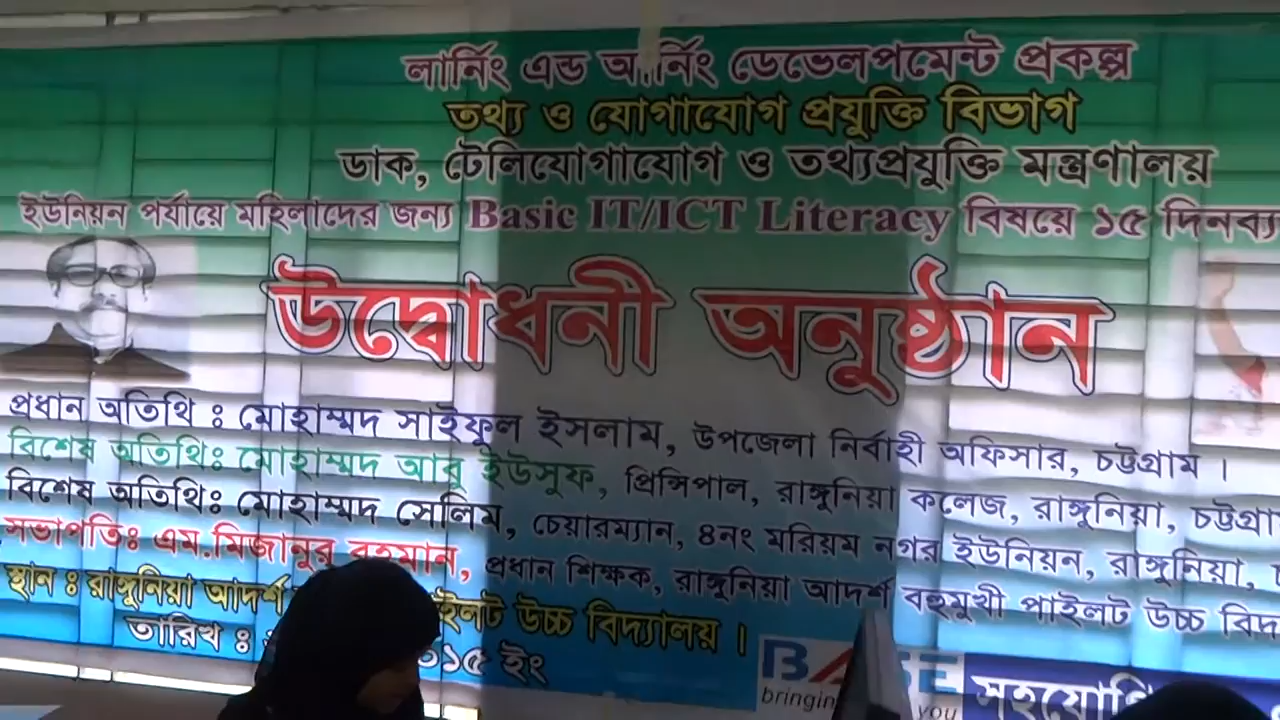 লার্নিং এন্ড আর্নিং ডেভেলপমেন্ট প্রকল্প
তথ্য ও যোগাযোগ প্রযুক্তি বিভাগ
ডাক, টেলিযোগাযোগ ও তথ্যপ্রযুক্তি মন্ত্রণালয়
ইউনিয়ন পর্যায়ে মহিলাদের জন্য Basic IT/ICT Literacy বিষয়ে ১৫ দিনব্য
উদ্বোধনী অনুষ্ঠান
প্রধান অতিথি ঃ মোহাম্মদ সাইফুল ইসলাম, উপজেলা নির্বাহী অফিসার, চট্টগ্রাম ।
বিশেষ অতিথিঃ মোহাম্মদ আবু ইউসুফ, প্রিন্সিপাল, রাঙ্গুনিয়া কলেজ, রাঙ্গুনিয়া, চট্টগ্রা
বিশেষ অতিথিঃ মোহাম্মদ সেলিম, চেয়ারম্যান, ৪নং মরিয়ম নগর ইউনিয়ন, রাঙ্গুনিয়া,
সভাপতিঃ এম.মিজানুর রহমান, প্রধান শিক্ষক, রাঙ্গুনিয়া আদর্শ বহুমুখী পাইলট উচ্চ বিদ্য
স্থান ঃ রাঙ্গুনিয়া আদর্শ পাইলট উচ্চ বিদ্যালয় ।
তারিখ ঃ ২০১৫ ইং
BASE
bringing you
সহযোগি